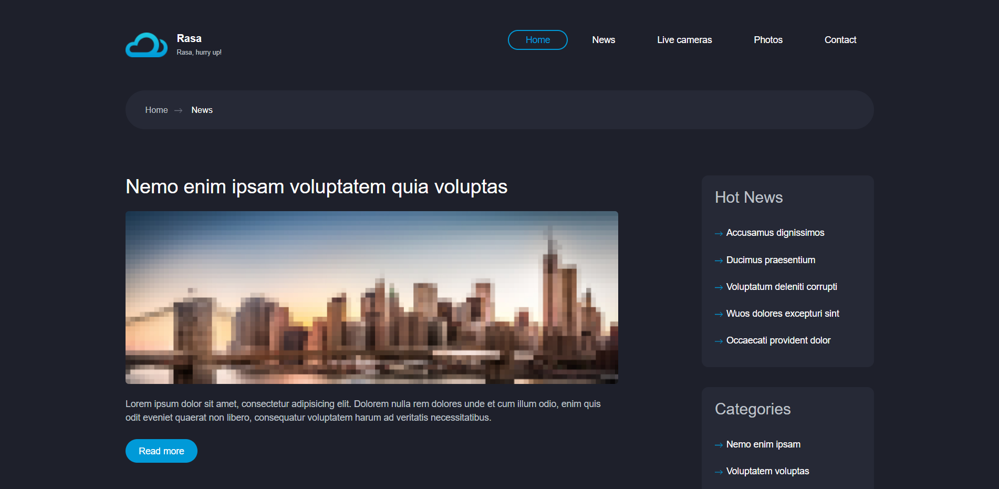 Rasa
Rasa, hurry up!
Home
News
Live cameras
Photos
Contact
Home
News
Nemo enim ipsam voluptatem quia voluptas
Lorem ipsum dolor sit amet, consectetur adipisicing elit. Dolorem nulla rem dolores unde et cum illum odio, enim quis
odit eveniet quaerat non libero, consequatur voluptatem harum ad veritatis necessitatibus.
Read more
Hot News
Accusamus dignissimos
Ducimus praesentium
Voluptatum deleniti corrupti
Wuos dolores excepturi sint
Occaecati provident dolor
Categories
Nemo enim ipsam
Voluptatem voluptas